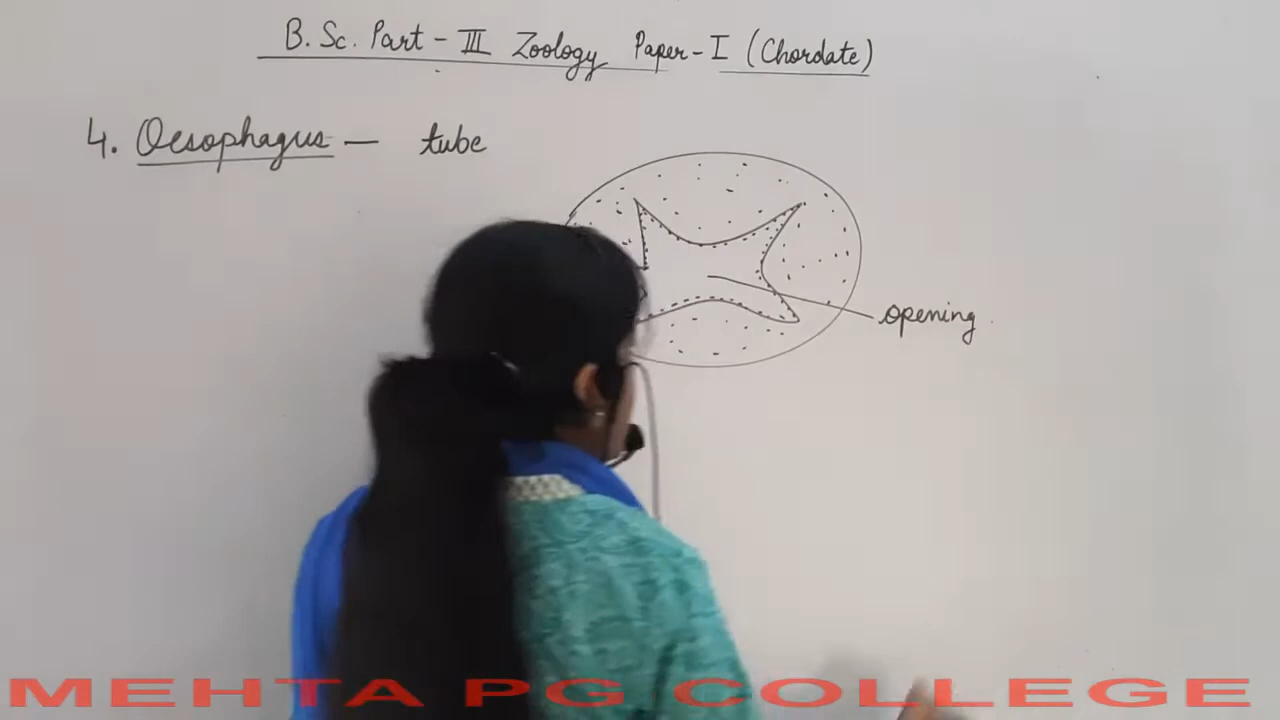 B.Sc. Part - III Zoology Paper - I (Chordate)
4. Oesophagus — tube
opening
MEHTA PG COLLEGE